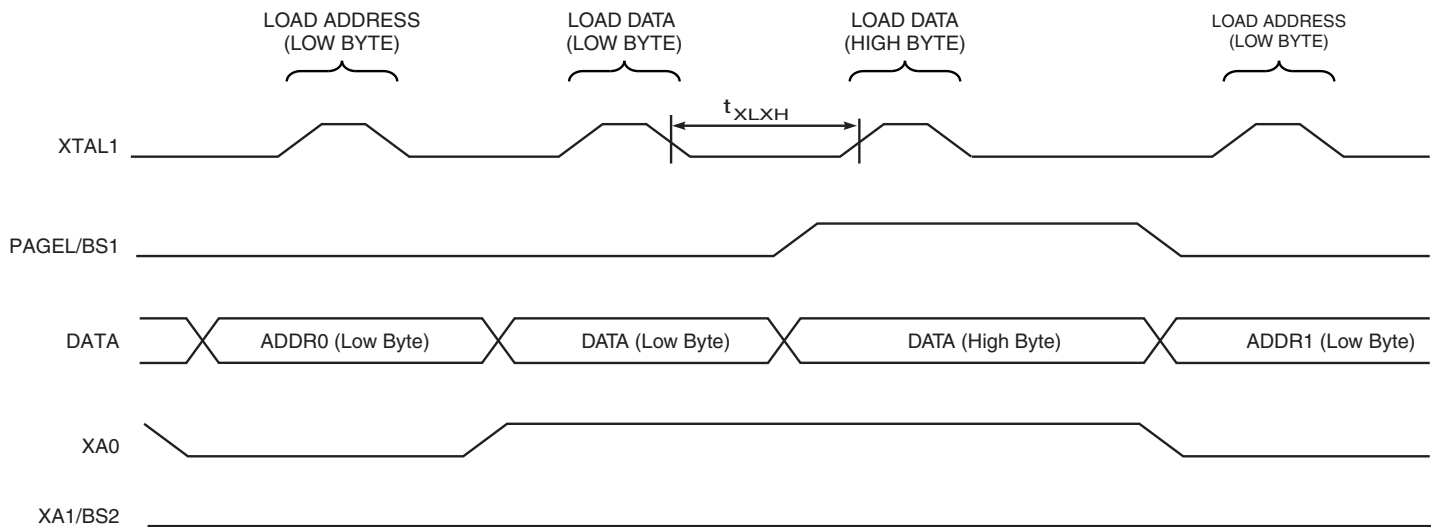 LOAD ADDRESS
(LOW BYTE)
LOAD DATA
(LOW BYTE)
LOAD DATA
(HIGH BYTE)
LOAD ADDRESS
(LOW BYTE)
tXLXH
XTAL1
PAGEL/BS1
DATA
ADDR0 (Low Byte)
DATA (Low Byte)
DATA (High Byte)
ADDR1 (Low Byte)
XA0
XA1/BS2